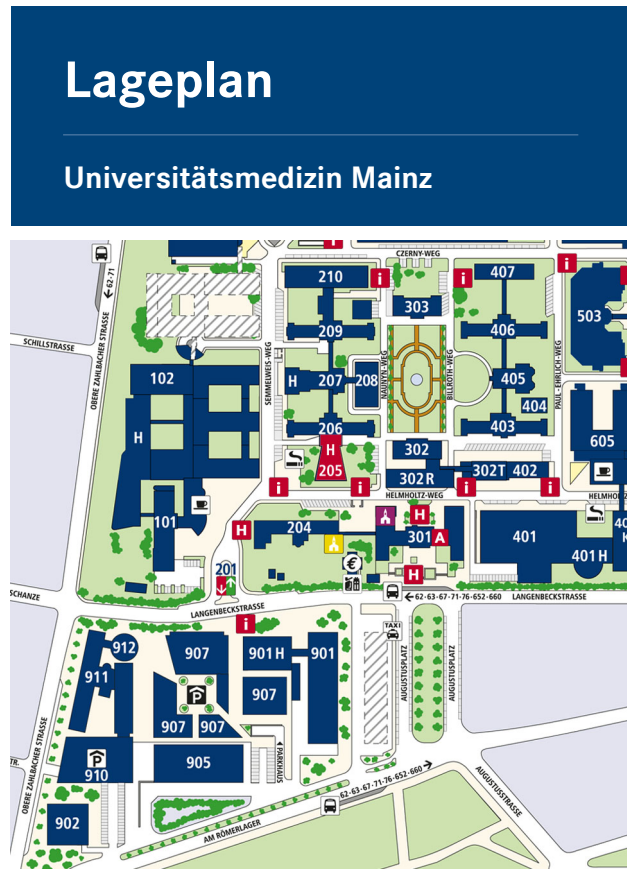 Lageplan
Universitätsmedizin Mainz
i
CZERNY-WEG
62·71
OBERE ZAHLBACHER STRASSE
SCHILLSTRASSE
210
i
303
i
407
i
503
209
406
SEMMELWEIS-WEG
NAUNYN-WEG
BILLROTH-WEG
PAUL-EHRLICH-WEG
102
H
207
208
405
404
H
206
403
H
205
302
605
302 R
302T
402
i
i
i
i
HELMHOLTZ-WEG
101
H
204
H
301
A
401
401 H
€
201
H
SCHANZE
LANGENBECKSTRASSE
62·63·67·71·76·652·660
LANGENBECKSTRASSE
i
TAXI
912
907
901 H
901
911
907
AUGUSTUSPLATZ
AUGUSTUSPLATZ
P
907
907
P
910
905
PARKHAUS
OBERE ZAHLBACHER STRASSE
902
62·63·67·71·76·652·660
AM RÖMERLAGER
AUGUSTUSSTRASSE